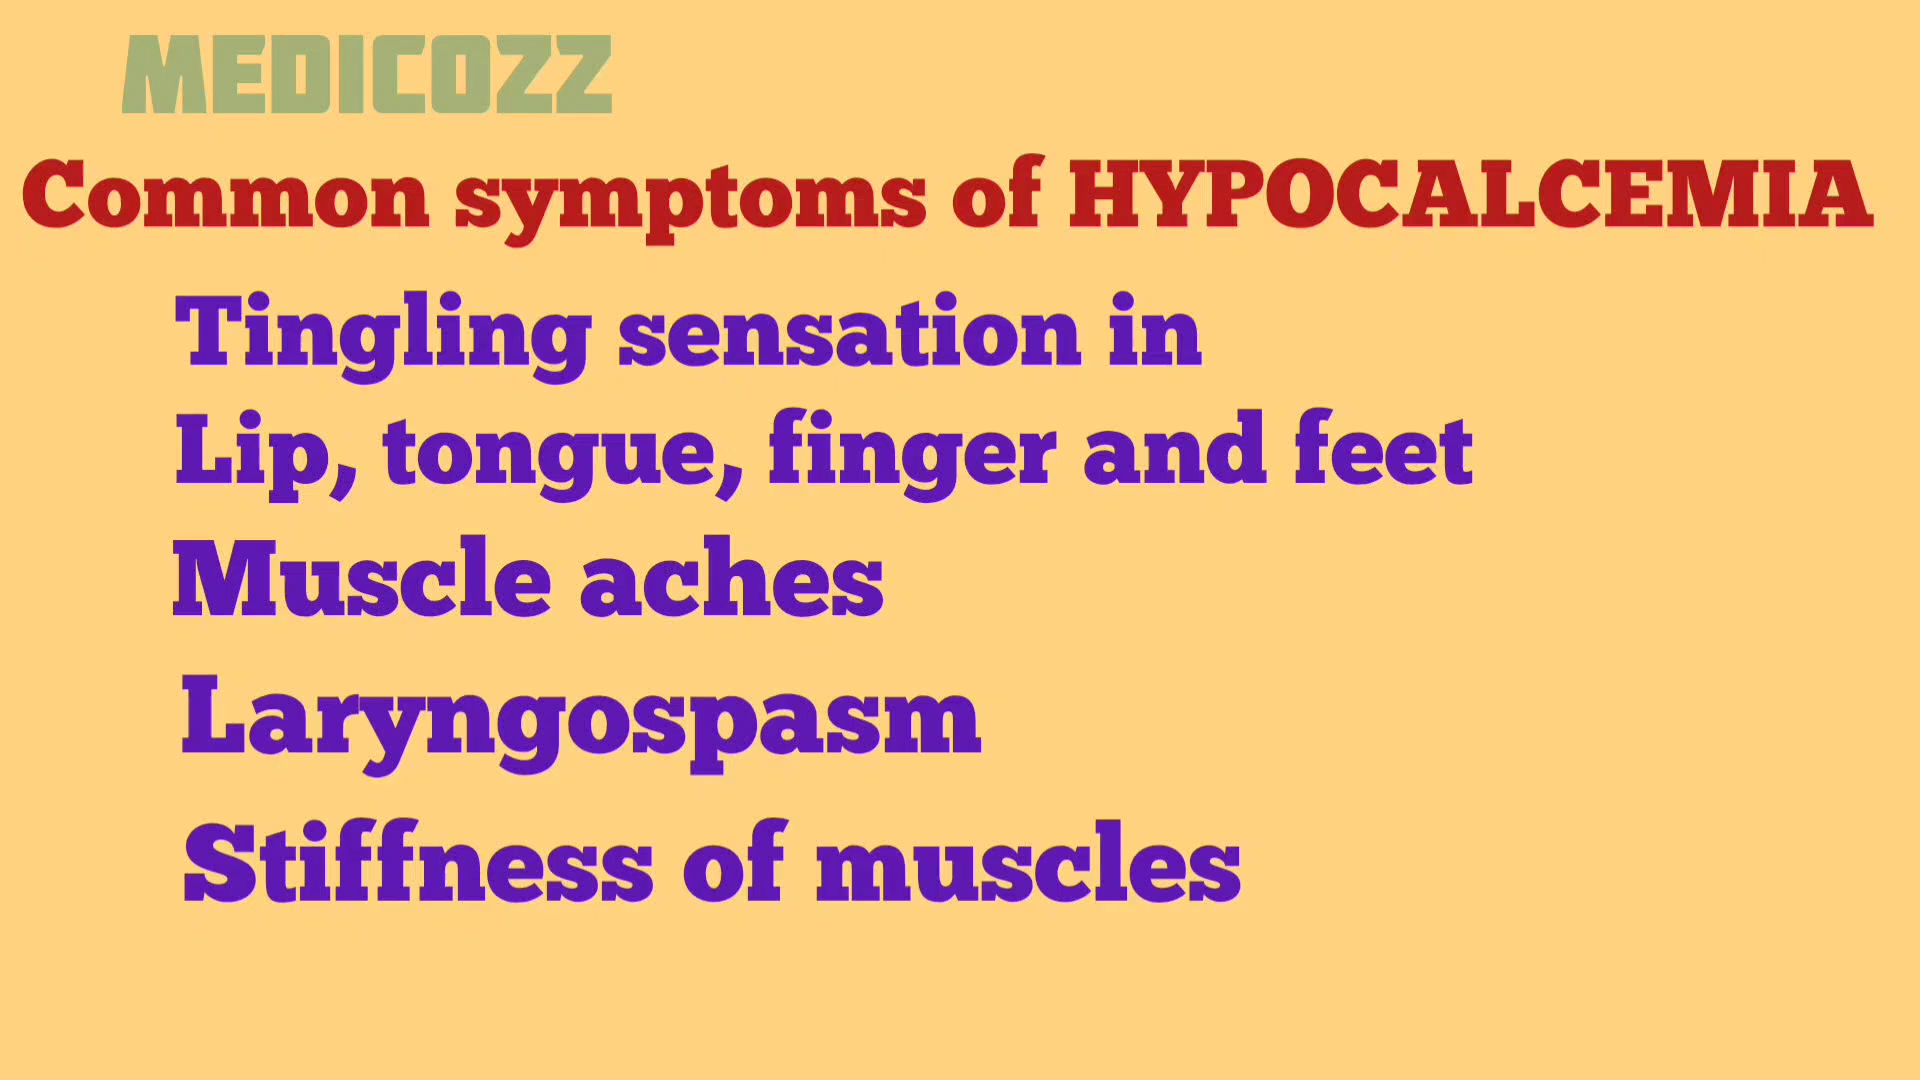 MEDICOZZ
Common symptoms of HYPOCALCEMIA
Tingling sensation in
Lip, tongue, finger and feet
Muscle aches
Laryngospasm
Stiffness of muscles